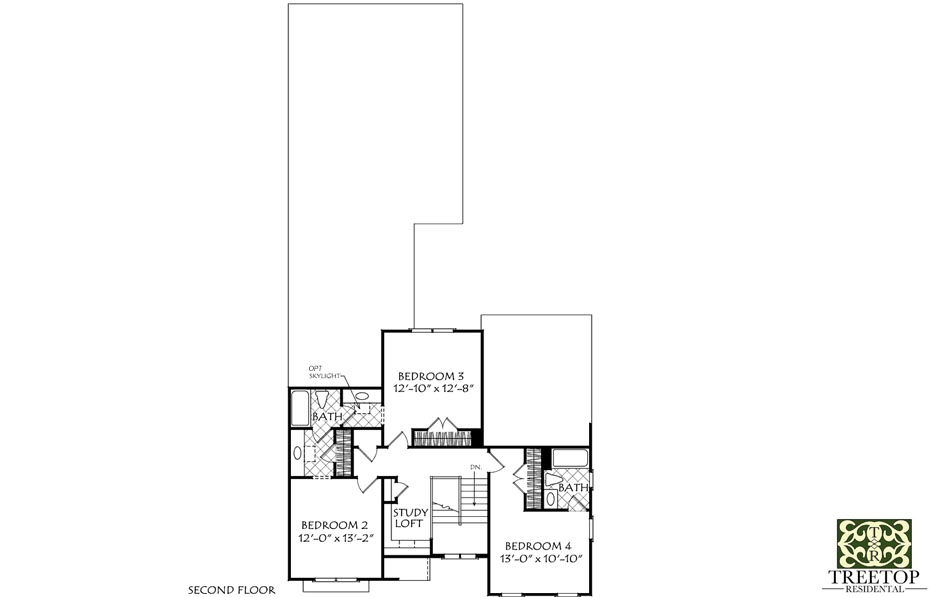 OPT
SKYLIGHT
BEDROOM 3
12'-10" x 12'-8"
BATH
DN.
BATH
STUDY
LOFT
BEDROOM 2
12'-0" x 13'-2"
BEDROOM 4
13'-0" x 10'-10"
SECOND FLOOR
T
&
R
TREETOP
RESIDENTAL